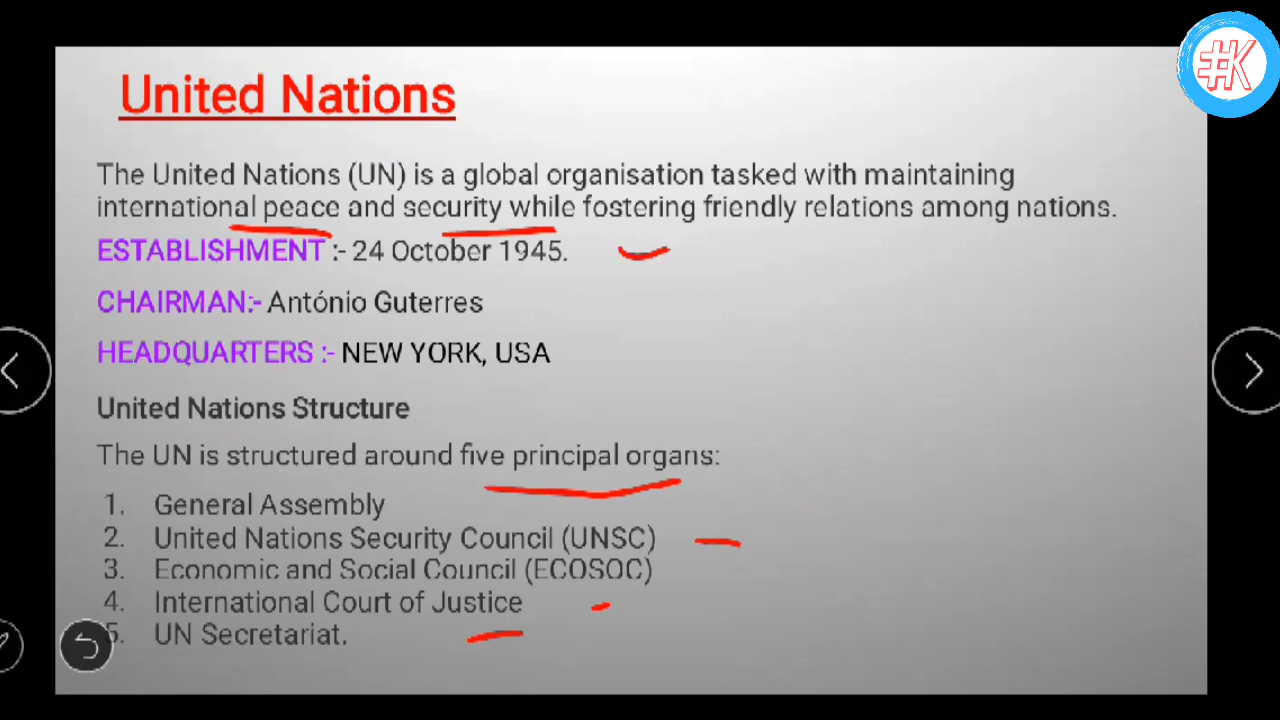 #K
United Nations
The United Nations (UN) is a global organisation tasked with maintaining
international peace and security while fostering friendly relations among nations.
ESTABLISHMENT :- 24 October 1945.
CHAIRMAN:- António Guterres
HEADQUARTERS :- NEW YORK, USA
United Nations Structure
The UN is structured around five principal organs:
1. General Assembly
2. United Nations Security Council (UNSC)
3. Economic and Social Council (ECOSOC)
4. International Court of Justice
5. UN Secretariat.